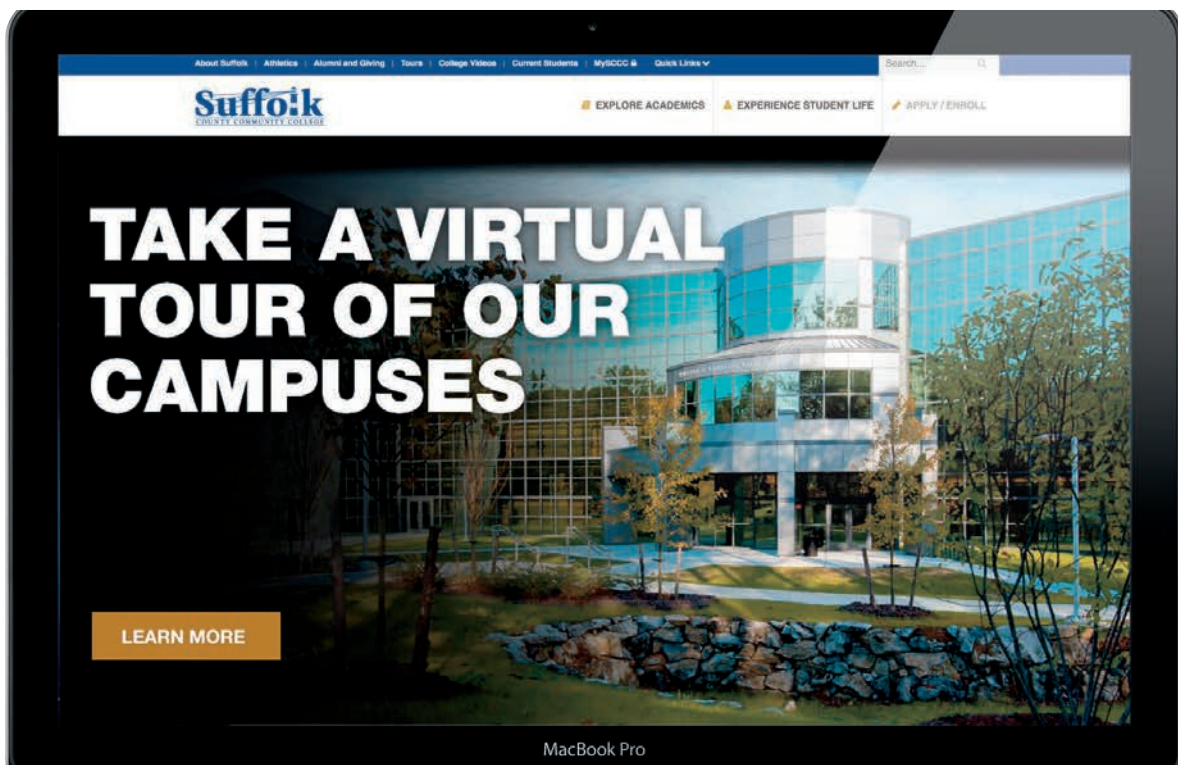 About Suffolk | Athletics | Alumni and Giving | Tours | College Videos | Current Students | MySCCC Quick Links
Search...
Suffolk
COUNTY COMMUNITY COLLEGE
EXPLORE ACADEMICS
EXPERIENCE STUDENT LIFE
APPLY / ENROLL
TAKE A VIRTUAL
TOUR OF OUR
CAMPUSES
LEARN MORE
MacBook Pro